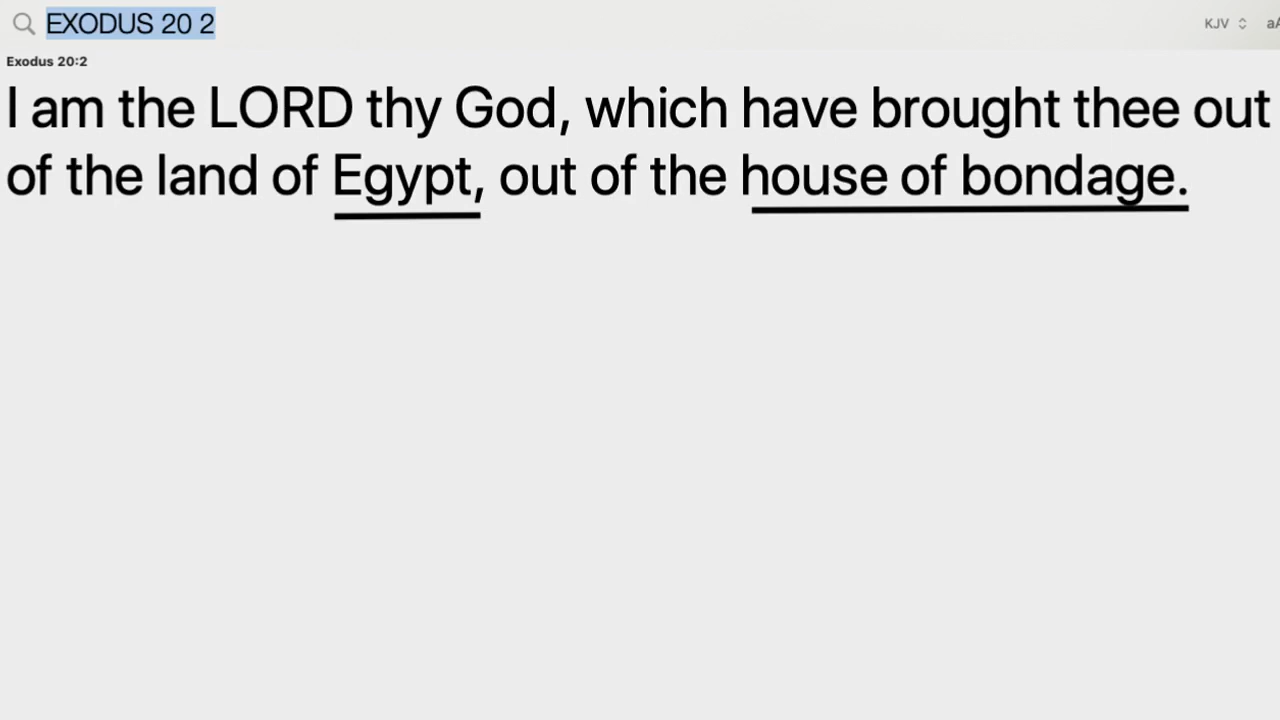 EXODUS 20 2
KJV
aA
Exodus 20:2
I am the LORD thy God, which have brought thee out
of the land of Egypt, out of the house of bondage.